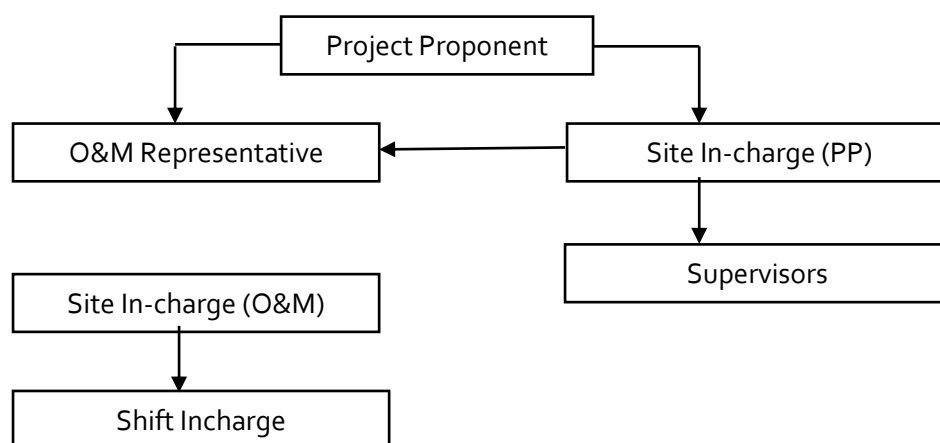 Project Proponent
O&M Representative
Site In-charge (PP)
Supervisors
Site In-charge (O&M)
Shift Incharge